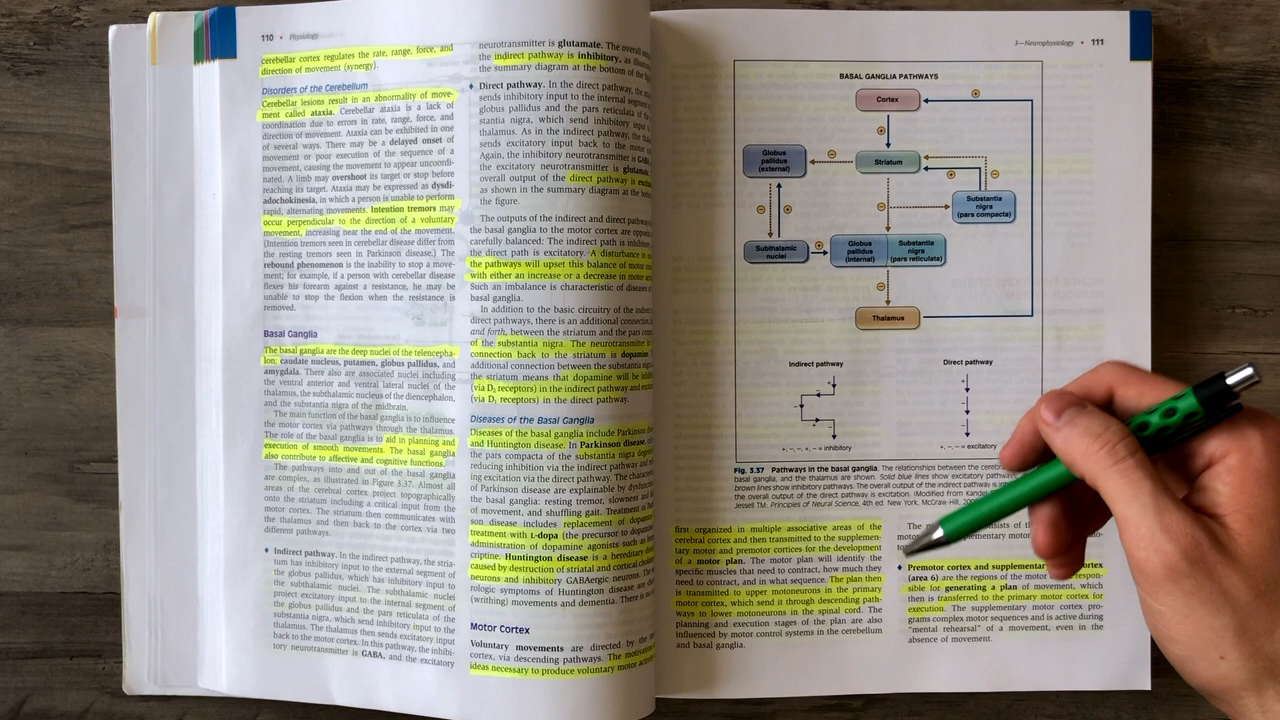 110 • Physiology
cerebellar cortex regulates the rate, range, force, and
direction of movement (synergy).
Disorders of the Cerebellum
Cerebellar lesions result in an abnormality of move-
ment called ataxia. Cerebellar ataxia is a lack of
coordination due to errors in rate, range, force, and
direction of movement. Ataxia can be exhibited in one
of several ways. There may be a delayed onset of
movement or poor execution of the sequence of a
movement, causing the movement to appear uncoordi-
nated. A limb may overshoot its target or stop before
reaching its target. Ataxia may be expressed as dysdi-
adochokinesia, in which a person is unable to perform
rapid, alternating movements. Intention tremors may
occur perpendicular to the direction of a voluntary
movement, increasing near the end of the movement.
(Intention tremors seen in cerebellar disease differ from
the resting tremors seen in Parkinson disease.) The
rebound phenomenon is the inability to stop a move-
ment; for example, if a person with cerebellar disease
flexes his forearm against a resistance, he may be
unable to stop the flexion when the resistance is
removed.
Basal Ganglia
The basal ganglia are the deep nuclei of the telencepha-
lon: caudate nucleus, putamen, globus pallidus, and
amygdala. There also are associated nuclei including
the ventral anterior and ventral lateral nuclei of the
thalamus, the subthalamic nucleus of the diencephalon,
and the substantia nigra of the midbrain.
The main function of the basal ganglia is to influence
the motor cortex via pathways through the thalamus.
The role of the basal ganglia is to aid in planning and
execution of smooth movements. The basal ganglia
also contribute to affective and cognitive functions.
The pathways into and out of the basal ganglia
are complex, as illustrated in Figure 3.37. Almost all
areas of the cerebral cortex project topographically
onto the striatum including a critical input from the
motor cortex. The striatum then communicates with
the thalamus and then back to the cortex via two
different pathways.
♦ Indirect pathway. In the indirect pathway, the stria-
tum has inhibitory input to the external segment of
the globus pallidus, which has inhibitory input to
the subthalamic nuclei. The subthalamic nuclei
project excitatory input to the internal segment of
the globus pallidus and the pars reticulata of the
substantia nigra, which send inhibitory input to the
thalamus. The thalamus then sends excitatory input
back to the motor cortex. In this pathway, the inhibi-
tory neurotransmitter is GABA, and the excitatory
neurotransmitter is glutamate. The overall
the indirect pathway is inhibitory, as
the summary diagram at the bottom of the
♦ Direct pathway. In the direct pathway, the
sends inhibitory input to the internal segment
globus pallidus and the pars reticulata of the
stantia nigra, which send inhibitory input
thalamus. As in the indirect pathway, the
sends excitatory input back to the motor
Again, the inhibitory neurotransmitter is
the excitatory neurotransmitter is
overall output of the direct pathway is
as shown in the summary diagram at the
the figure.
The outputs of the indirect and direct
the basal ganglia to the motor cortex are
carefully balanced: The indirect path is
the direct path is excitatory. A disturbance in
the pathways will upset this balance of motor
with either an increase or a decrease in motor
Such an imbalance is characteristic of diseases
basal ganglia.
In addition to the basic circuitry of the
direct pathways, there is an additional
and forth, between the striatum and the pars
of the substantia nigra. The neurotransmitter
connection back to the striatum is dopamine.
additional connection between the substantia
the striatum means that dopamine will be
(via D2 receptors) in the indirect pathway and
(via D1 receptors) in the direct pathway.
Diseases of the Basal Ganglia
Diseases of the basal ganglia include Parkinson
and Huntington disease. In Parkinson disease,
the pars compacta of the substantia nigra
reducing inhibition via the indirect pathway and
ing excitation via the direct pathway. The
of Parkinson disease are explainable by
the basal ganglia: resting tremor, slowness
of movement, and shuffling gait. Treatment of
son disease includes replacement of
treatment with L-dopa (the precursor to
administration of dopamine agonists such as
criptine. Huntington disease is a hereditary
caused by destruction of striatal and cortical
neurons and inhibitory GABAergic neurons. The
rologic symptoms of Huntington disease are
(writhing) movements and dementia. There is no
Motor Cortex
Voluntary movements are directed by the
cortex, via descending pathways. The motivation
ideas necessary to produce voluntary motor
3—Neurophysiology • 111
BASAL GANGLIA PATHWAYS
Cortex
+
+
Globus
pallidus
(external)
−
Striatum
+
−
Substantia
nigra
(pars compacta)
−
+
−
Subthalamic
nuclei
+
Globus
pallidus
(internal)
Substantia
nigra
(pars reticulata)
−
Thalamus
Indirect pathway
Direct pathway
+
−
−
+
−
+
−
−
+, −, −, +, − = inhibitory
+, −, − = excitatory
Fig. 3.37 Pathways in the basal ganglia. The relationships between the
basal ganglia, and the thalamus are shown. Solid blue lines show excitatory
brown lines show inhibitory pathways. The overall output of the indirect pathway is
the overall output of the direct pathway is excitation. (Modified from Kandel
Jessell TM: Principles of Neural Science, 4th ed. New York, McGraw-Hill,
first organized in multiple associative areas of the
cerebral cortex and then transmitted to the supplemen-
tary motor and premotor cortices for the development
of a motor plan. The motor plan will identify the
specific muscles that need to contract, how much they
need to contract, and in what sequence. The plan then
is transmitted to upper motoneurons in the primary
motor cortex, which send it through descending path-
ways to lower motoneurons in the spinal cord. The
planning and execution stages of the plan are also
influenced by motor control systems in the cerebellum
and basal ganglia.
The
motor
♦ Premotor cortex and supplementary cortex
(area 6) are the regions of the motor respon-
sible for generating a plan of movement, which
then is transferred to the primary motor cortex for
execution. The supplementary motor cortex pro-
grams complex motor sequences and is active during
"mental rehearsal" of a movement, even in the
absence of movement.